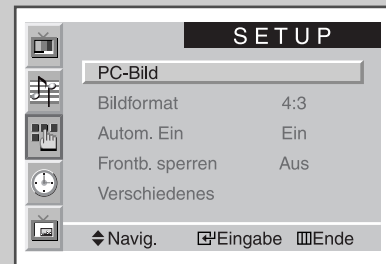 SETUP
PC-Bild
Bildformat 4:3
Autom. Ein Ein
Frontb. sperren Aus
Verschiedenes
Navig. Eingabe Ende